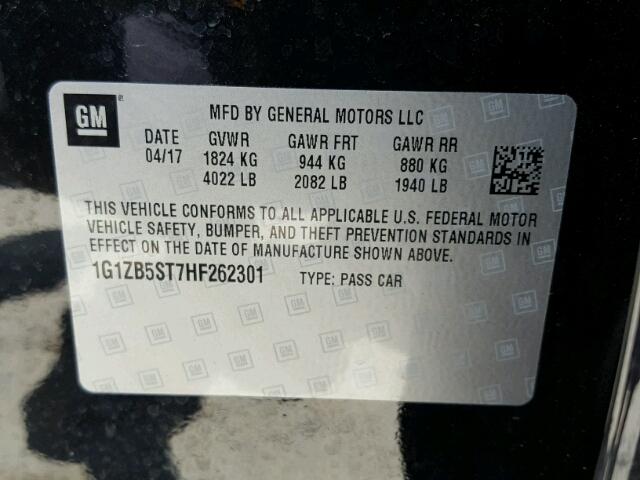 GM
MFD BY GENERAL MOTORS LLC
DATE GVWR GAWR FRT GAWR RR
04/17 1824 KG 944 KG 880 KG
4022 LB 2082 LB 1940 LB
THIS VEHICLE CONFORMS TO ALL APPLICABLE U.S. FEDERAL MOTOR
VEHICLE SAFETY, BUMPER, AND THEFT PREVENTION STANDARDS IN
EFFECT ON THE DATE OF MANUFACTURE SHOWN ABOVE.
1G1ZB5ST7HF262301 TYPE: PASS CAR